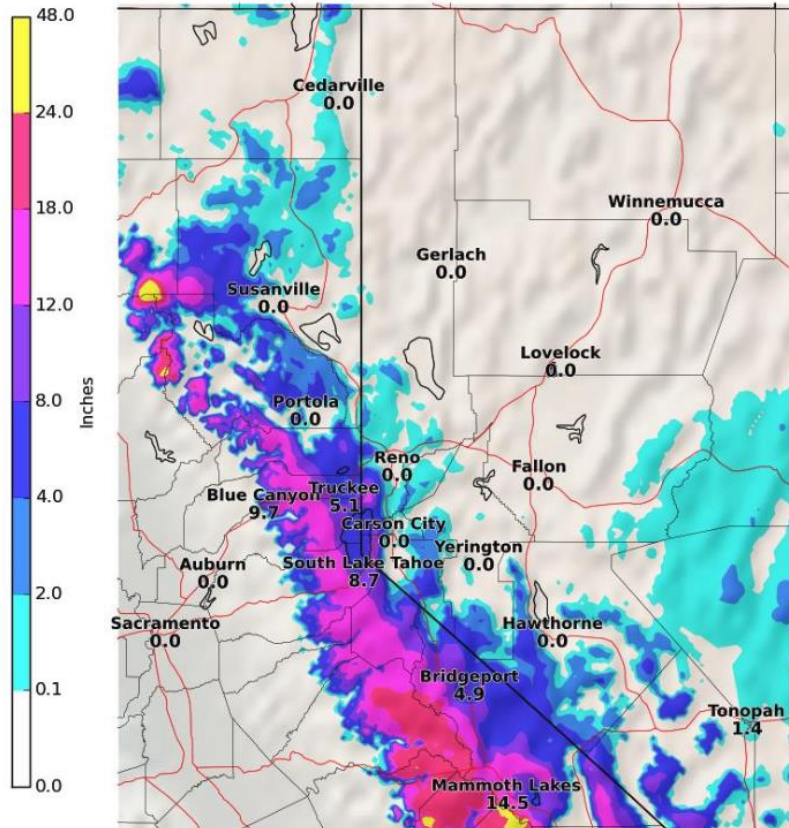 48.0
24.0
18.0
12.0
8.0
4.0
2.0
0.1
0.0
Inches
Cedarville
0.0
Winnemucca
0.0
Gerlach
0.0
Susanville
0.0
Lovelock
0.0
Portola
0.0
Reno
0.0
Fallon
0.0
Blue Canyon
9.7
Truckee
5.1
Carson City
0.0
Yerington
0.0
Auburn
0.0
South Lake Tahoe
8.7
Sacramento
0.0
Hawthorne
0.0
Bridgeport
4.9
Tonopah
1.4
Mammoth Lakes
14.5